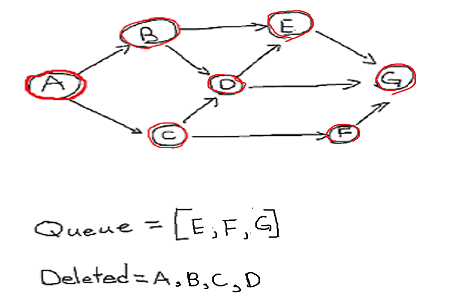 B
E
A
D
G
C
F
Queue = [E, F, G]
Deleted = A, B, C, D